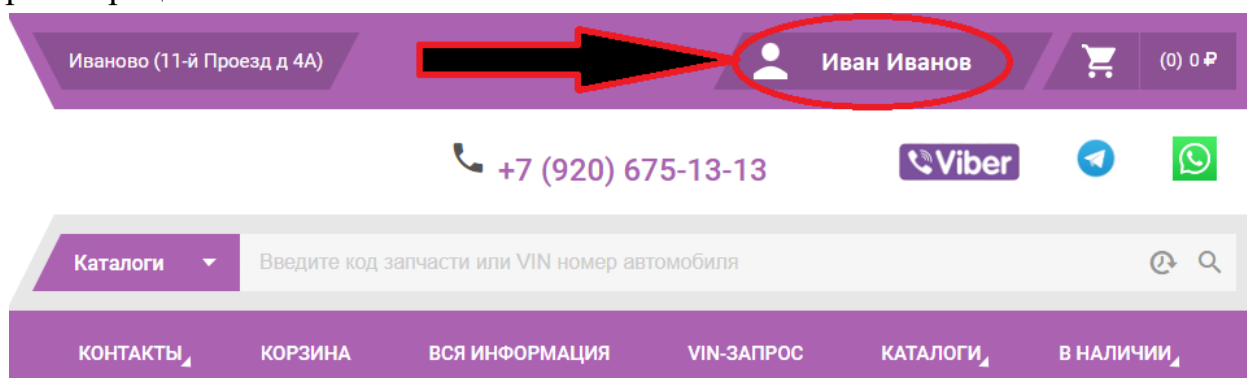 Иваново (11-й Проезд д 4А)
Иван Иванов
(0) 0 ₽
+7 (920) 675-13-13
Viber
Каталоги
Введите код запчасти или VIN номер автомобиля
КОНТАКТЫ КОРЗИНА ВСЯ ИНФОРМАЦИЯ VIN-ЗАПРОС КАТАЛОГИ В НАЛИЧИИ